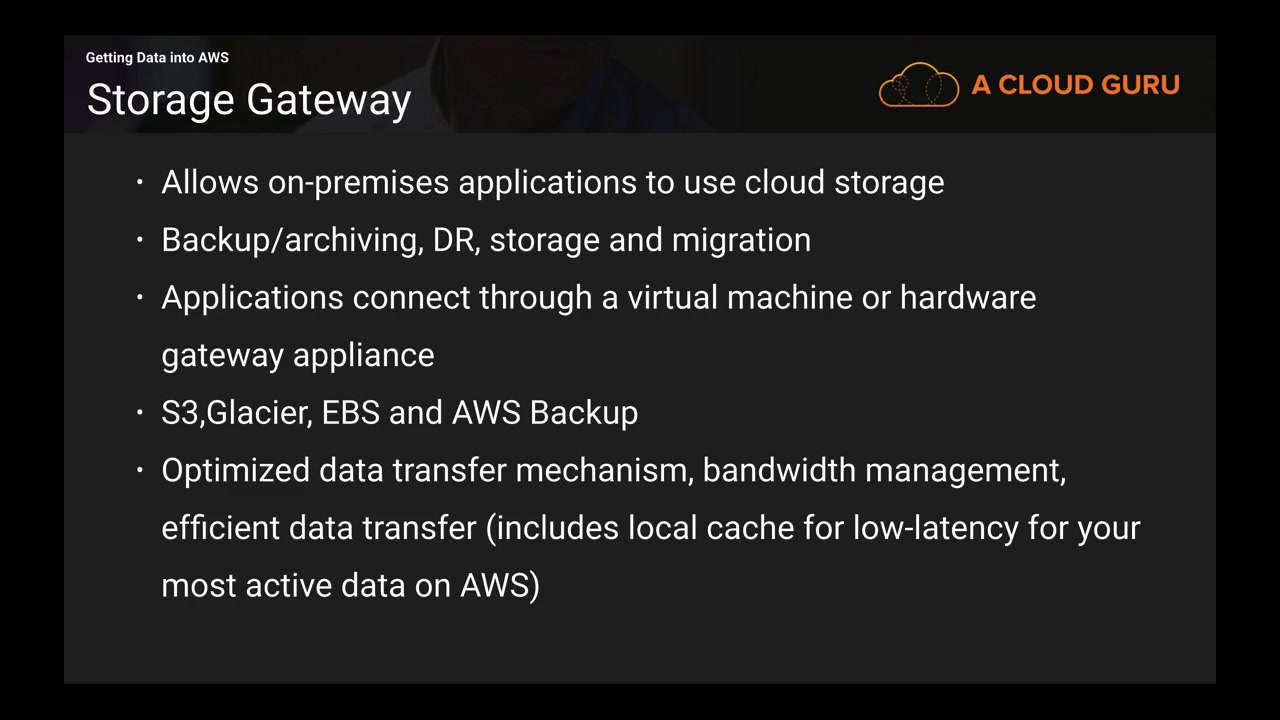 Getting Data into AWS
Storage Gateway
A CLOUD GURU
• Allows on-premises applications to use cloud storage
• Backup/archiving, DR, storage and migration
• Applications connect through a virtual machine or hardware
gateway appliance
• S3,Glacier, EBS and AWS Backup
• Optimized data transfer mechanism, bandwidth management,
efficient data transfer (includes local cache for low-latency for your
most active data on AWS)